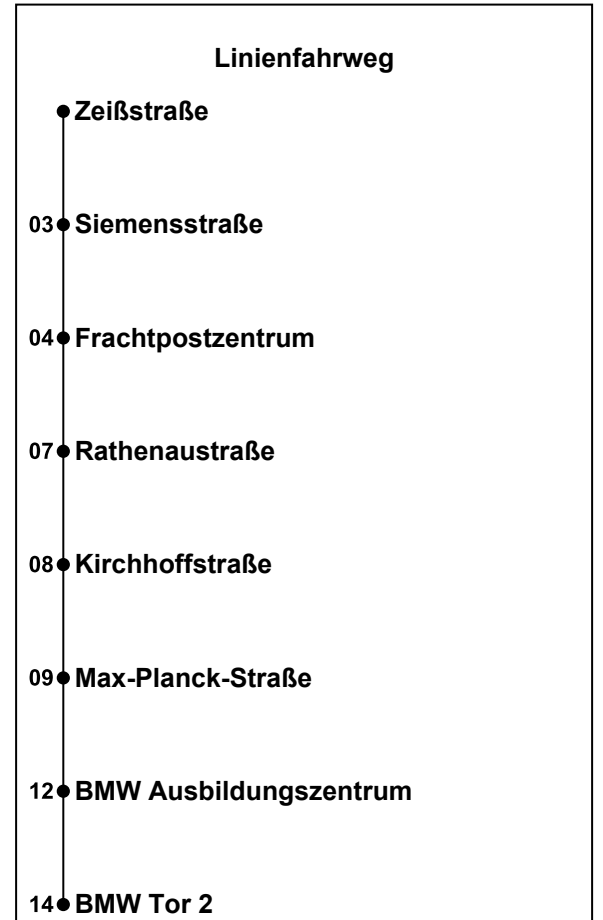 Linienfahrweg
Zeißstraße
03 Siemensstraße
04 Frachtpostzentrum
07 Rathenaustraße
08 Kirchhoffstraße
09 Max-Planck-Straße
12 BMW Ausbildungszentrum
14 BMW Tor 2